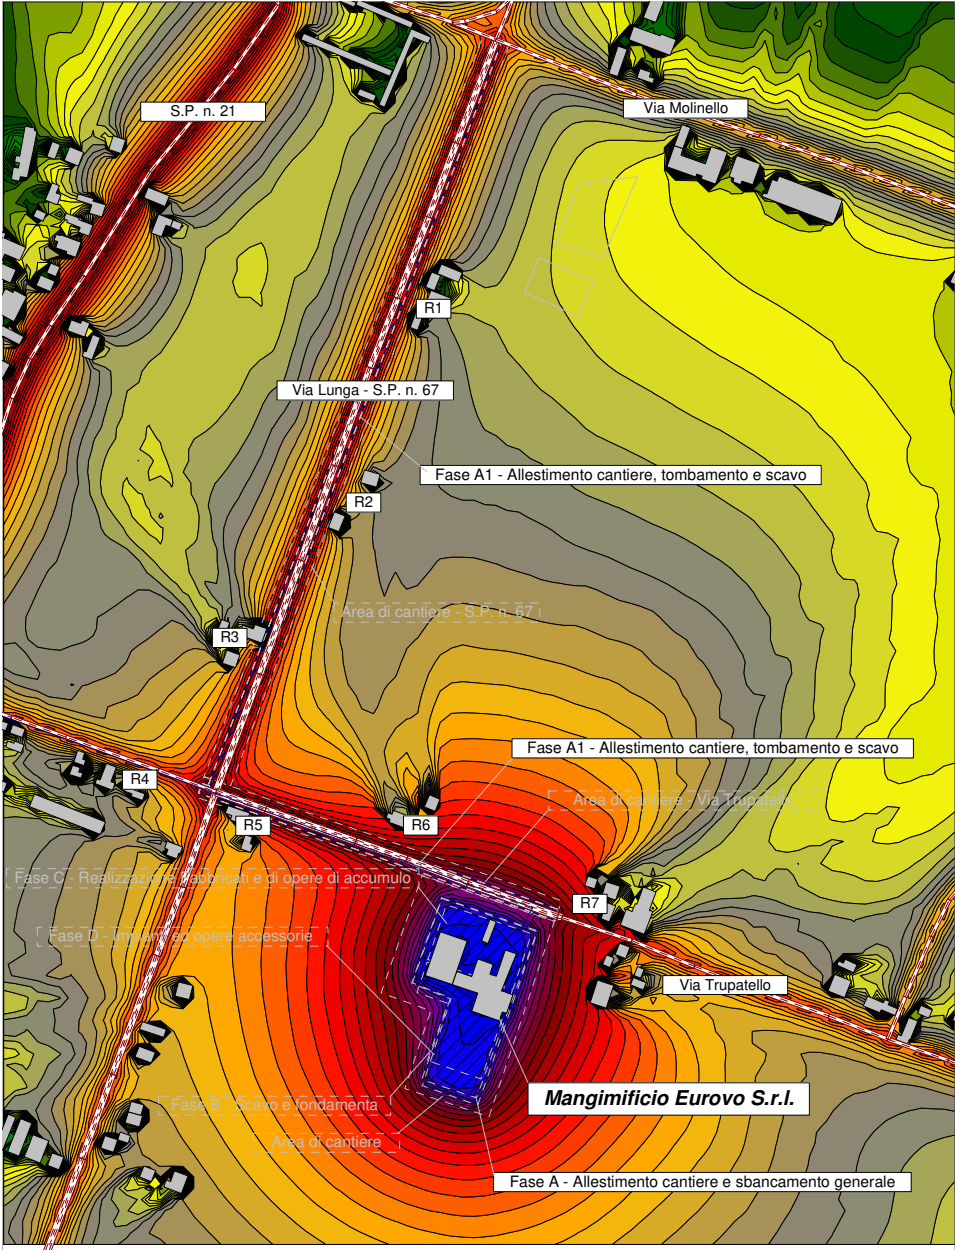 S.P. n. 21
Via Molinello
R1
Via Lunga - S.P. n. 67
Fase A1 - Allestimento cantiere, tombamento e scavo
R2
Area di cantiere - S.P. n. 67
R3
Fase A1 - Allestimento cantiere, tombamento e scavo
R4
Area di cantiere - Via Trupatello
R5
R6
Fase C - Realizzazione Fabbricati e di opere di accumulo
R7
Fase D - Impianti ed opere accessorie
Via Trupatello
Mangimificio Eurovo S.r.l.
Fase B - Scavo e fondamenta
Area di cantiere
Fase A - Allestimento cantiere e sbancamento generale